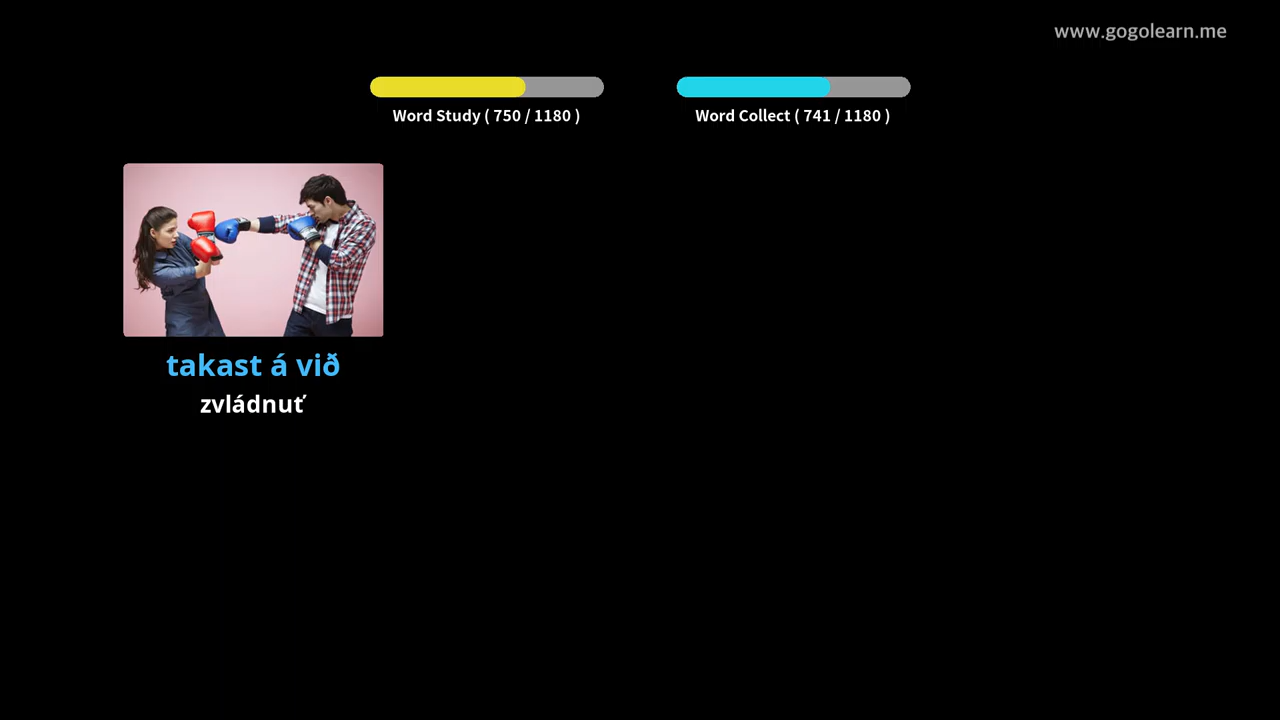 www.gogolearn.me
Word Study ( 750 / 1180 )
Word Collect ( 741 / 1180 )
takast á við
zvládnuť